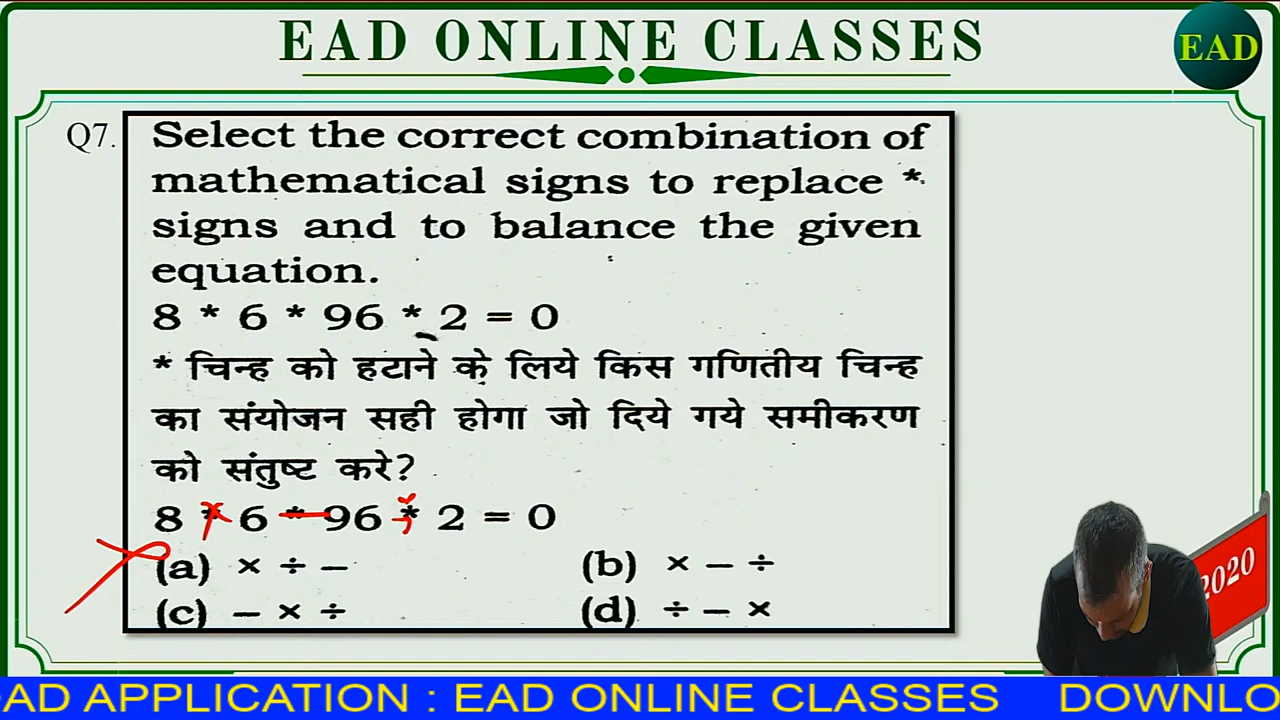 EAD ONLINE CLASSES
EAD
Q7.
Select the correct combination of
mathematical signs to replace *
signs and to balance the given
equation.
8 * 6 * 96 * 2 = 0
* चिन्ह को हटाने के लिये किस गणितीय चिन्ह
का संयोजन सही होगा जो दिये गये समीकरण
को संतुष्ट करे?
8 * 6 * 96 * 2 = 0
(a) × ÷ − (b) × − ÷
(c) − × ÷ (d) ÷ − ×
2020
OAD APPLICATION : EAD ONLINE CLASSES DOWNLO